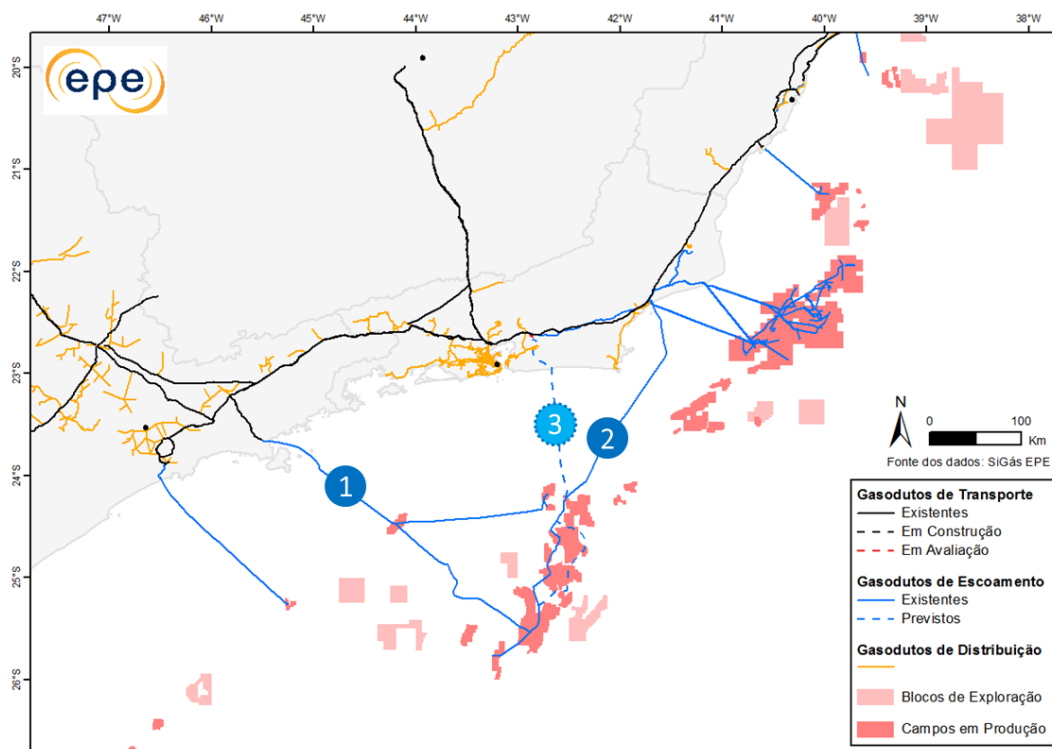 47°W 46°W 45°W 44°W 43°W 42°W 41°W 40°W 39°W 38°W
epe
20°S
21°S
22°S
23°S
24°S
25°S
26°S
1
2
3
N
0 100
Km
Fonte dos dados: SiGás EPE
Gasodutos de Transporte
Existentes
Em Construção
Em Avaliação
Gasodutos de Escoamento
Existentes
Previstos
Gasodutos de Distribuição
Blocos de Exploração
Campos em Produção